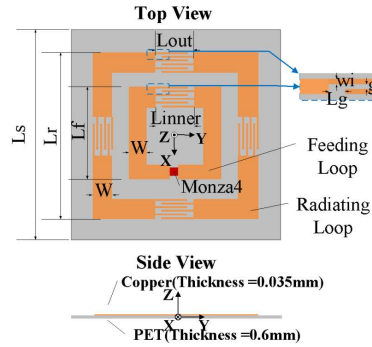 Top View
Lout
wi
g
Lg
Ls
Lr
Lf
Linner
Z
Y
W
X
Feeding
Loop
Monza4
W
Radiating
Loop
Side View
Copper(Thickness =0.035mm)
Z
X
Y
PET(Thickness=0.6mm)